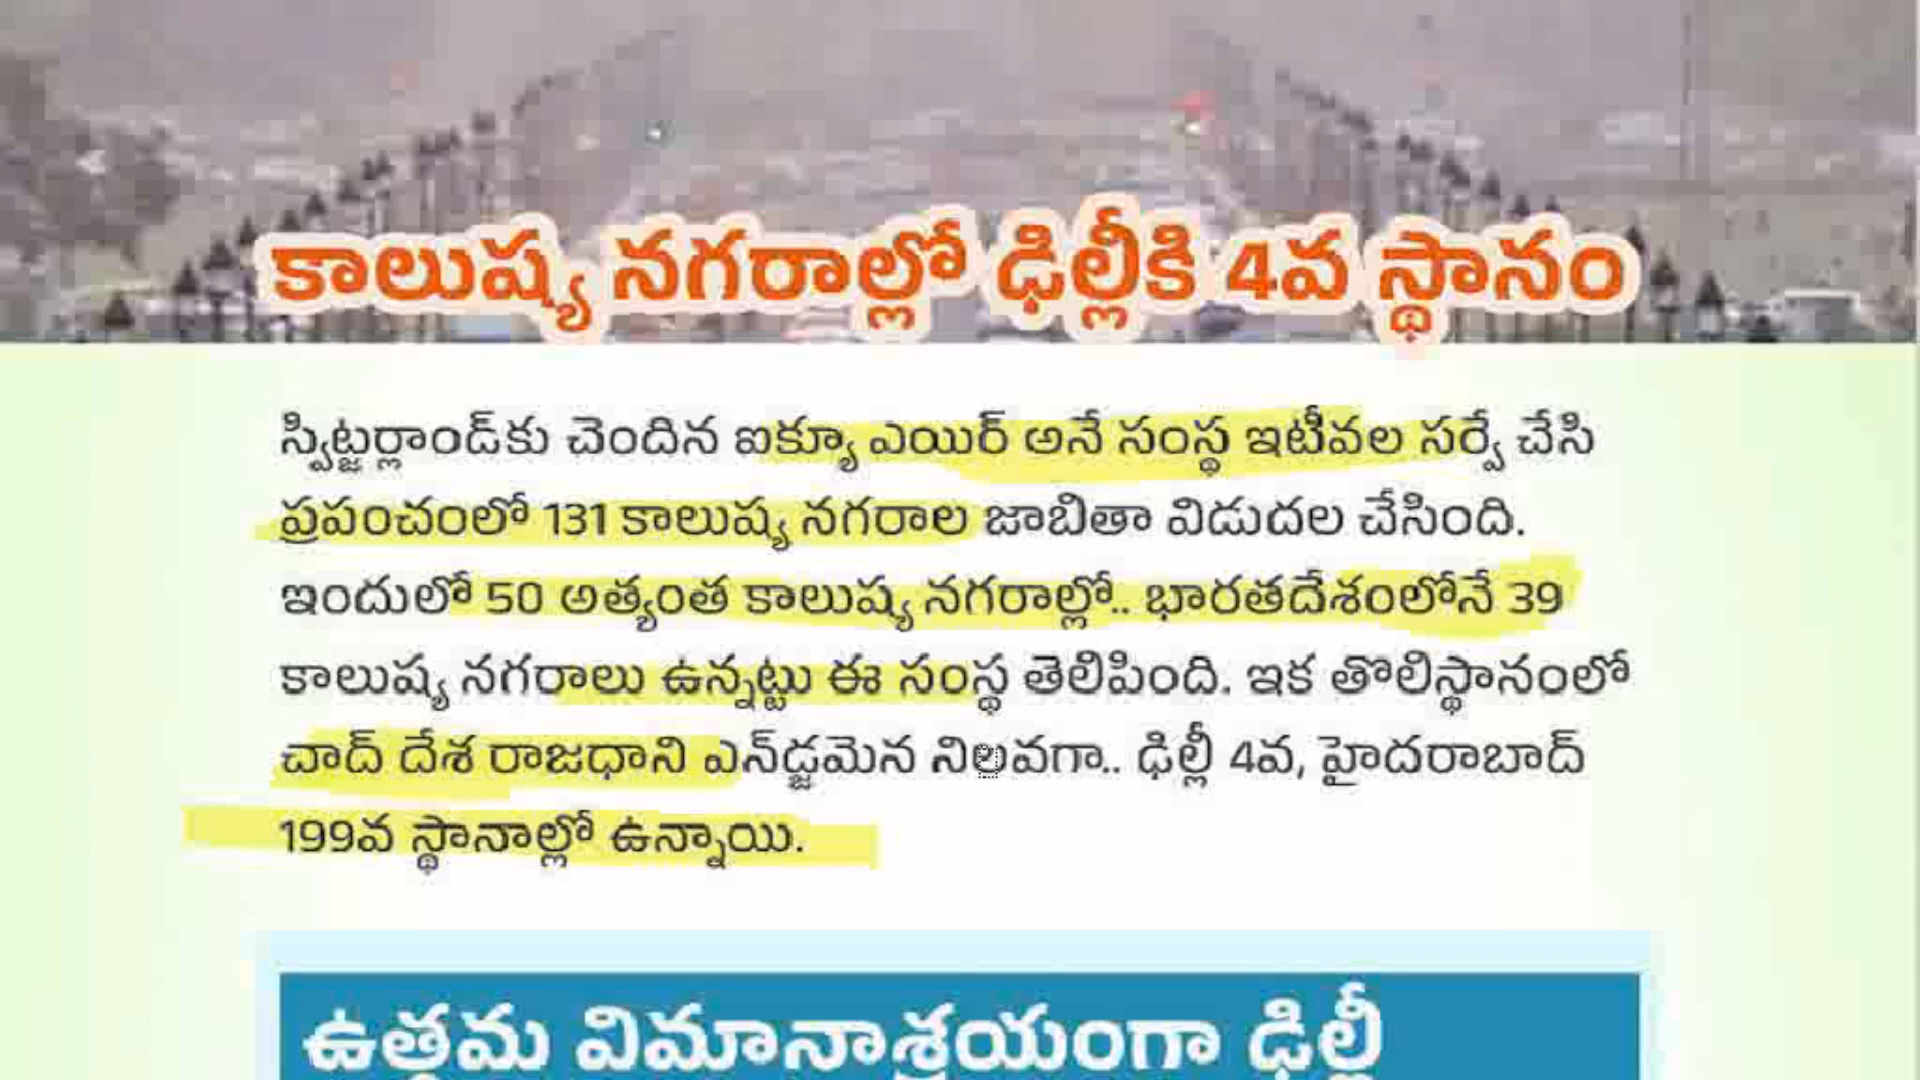 కాలుష్య నగరాల్లో ఢిల్లీకి 4వ స్థానం
స్విట్జర్లాండ్‌కు చెందిన ఐక్యూ ఎయిర్ అనే సంస్థ ఇటీవల సర్వే చేసి
ప్రపంచంలో 131 కాలుష్య నగరాల జాబితా విడుదల చేసింది.
ఇందులో 50 అత్యంత కాలుష్య నగరాల్లో.. భారతదేశంలోనే 39
కాలుష్య నగరాలు ఉన్నట్టు ఈ సంస్థ తెలిపింది. ఇక తొలిస్థానంలో
చాద్ దేశ రాజధాని ఎన్‌డ్జమెన నిలవగా.. ఢిల్లీ 4వ, హైదరాబాద్
199వ స్థానాల్లో ఉన్నాయి.
ఉత్తమ విమానాశ్రయంగా ఢిల్లీ